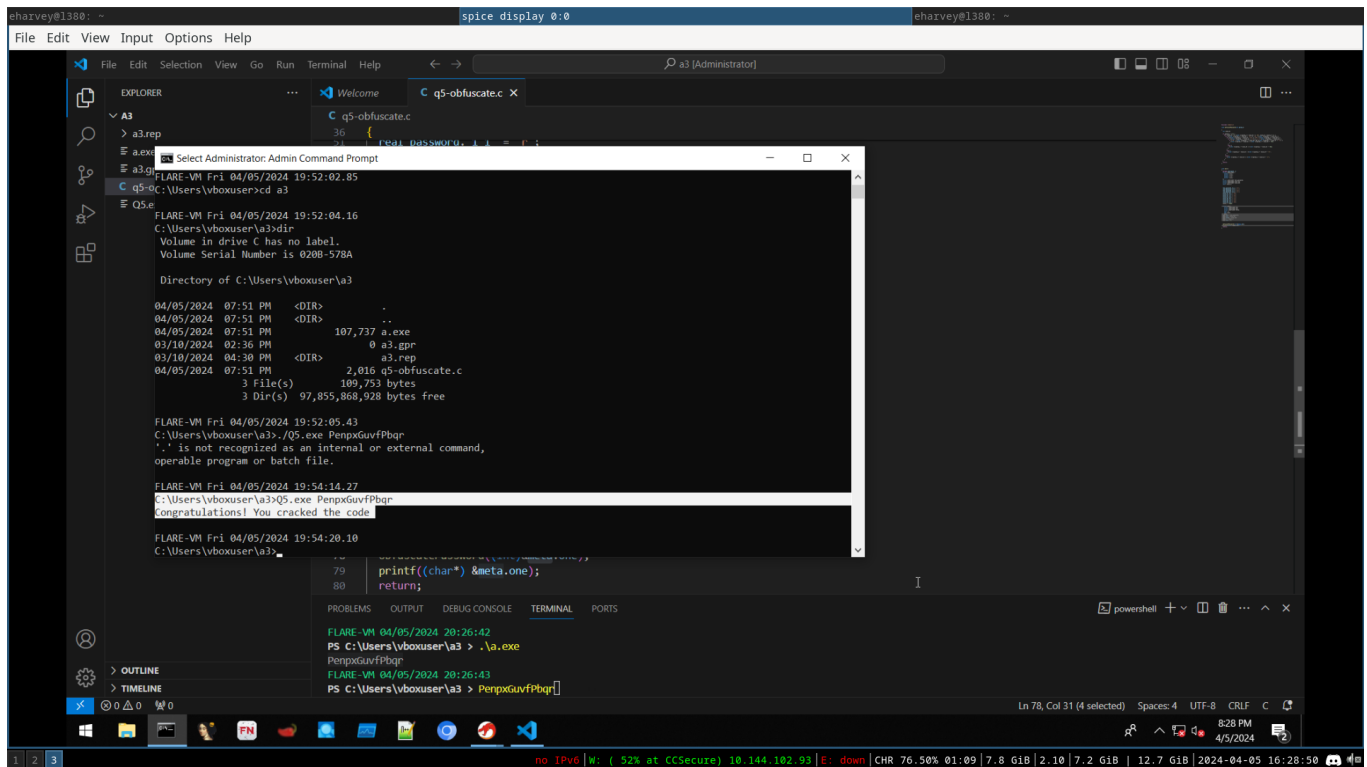 eharvey@l380: ~
spice display 0:0
eharvey@l380: ~
File Edit View Input Options Help
File Edit Selection View Go Run Terminal Help
a3 [Administrator]
EXPLORER
Welcome
C q5-obfuscate.c
A3
C q5-obfuscate.c
a3.rep
36 {
a.exe
Select Administrator: Admin Command Prompt
FLARE-VM Fri 04/05/2024 19:52:02.85
C:\Users\vboxuser>cd a3
FLARE-VM Fri 04/05/2024 19:52:04.16
C:\Users\vboxuser\a3>dir
Volume in drive C has no label.
Volume Serial Number is 020B-578A
Directory of C:\Users\vboxuser\a3
04/05/2024 07:51 PM <DIR> .
04/05/2024 07:51 PM <DIR> ..
04/05/2024 07:51 PM 107,737 a.exe
03/10/2024 02:36 PM 0 a3.gpr
03/10/2024 04:30 PM <DIR> a3.rep
04/05/2024 07:51 PM 2,016 q5-obfuscate.c
3 File(s) 109,753 bytes
3 Dir(s) 97,855,868,928 bytes free
FLARE-VM Fri 04/05/2024 19:52:05.43
C:\Users\vboxuser\a3>./Q5.exe PenpxGuvfPbqr
'.' is not recognized as an internal or external command,
operable program or batch file.
FLARE-VM Fri 04/05/2024 19:54:14.27
C:\Users\vboxuser\a3>Q5.exe PenpxGuvfPbqr
Congratulations! You cracked the code
FLARE-VM Fri 04/05/2024 19:54:20.10
C:\Users\vboxuser\a3>
79 printf((char*) &meta.one);
80 return;
PROBLEMS OUTPUT DEBUG CONSOLE TERMINAL PORTS
powershell
FLARE-VM 04/05/2024 20:26:42
PS C:\Users\vboxuser\a3 > .\a.exe
PenpxGuvfPbqr
FLARE-VM 04/05/2024 20:26:43
PS C:\Users\vboxuser\a3 > PenpxGuvfPbqr
OUTLINE
TIMELINE
0 0 0
Ln 78, Col 31 (4 selected) Spaces: 4 UTF-8 CRLF C
FN
8:28 PM
4/5/2024
2
1 2 3
no IPv6|W: ( 52% at CCSecure) 10.144.102.93|E: down|CHR 76.50% 01:09|7.8 GiB|2.10|7.2 GiB | 12.7 GiB|2024-04-05 16:28:50